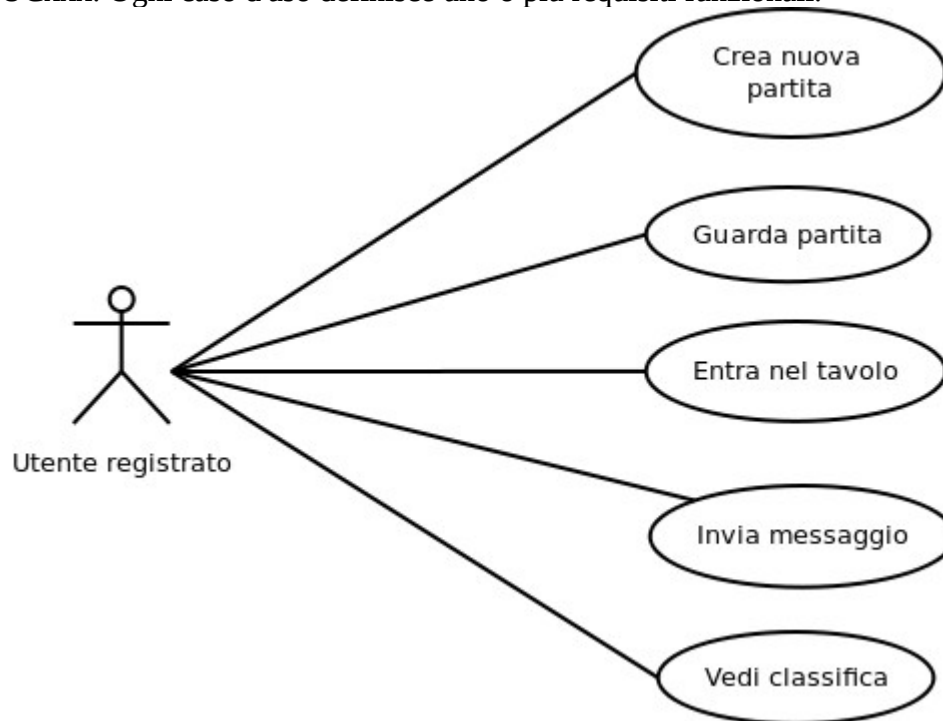 Ogni caso d'uso definisce uno o più requisiti funzionali.
Crea nuova
partita
Guarda partita
Entra nel tavolo
Utente registrato
Invia messaggio
Vedi classifica